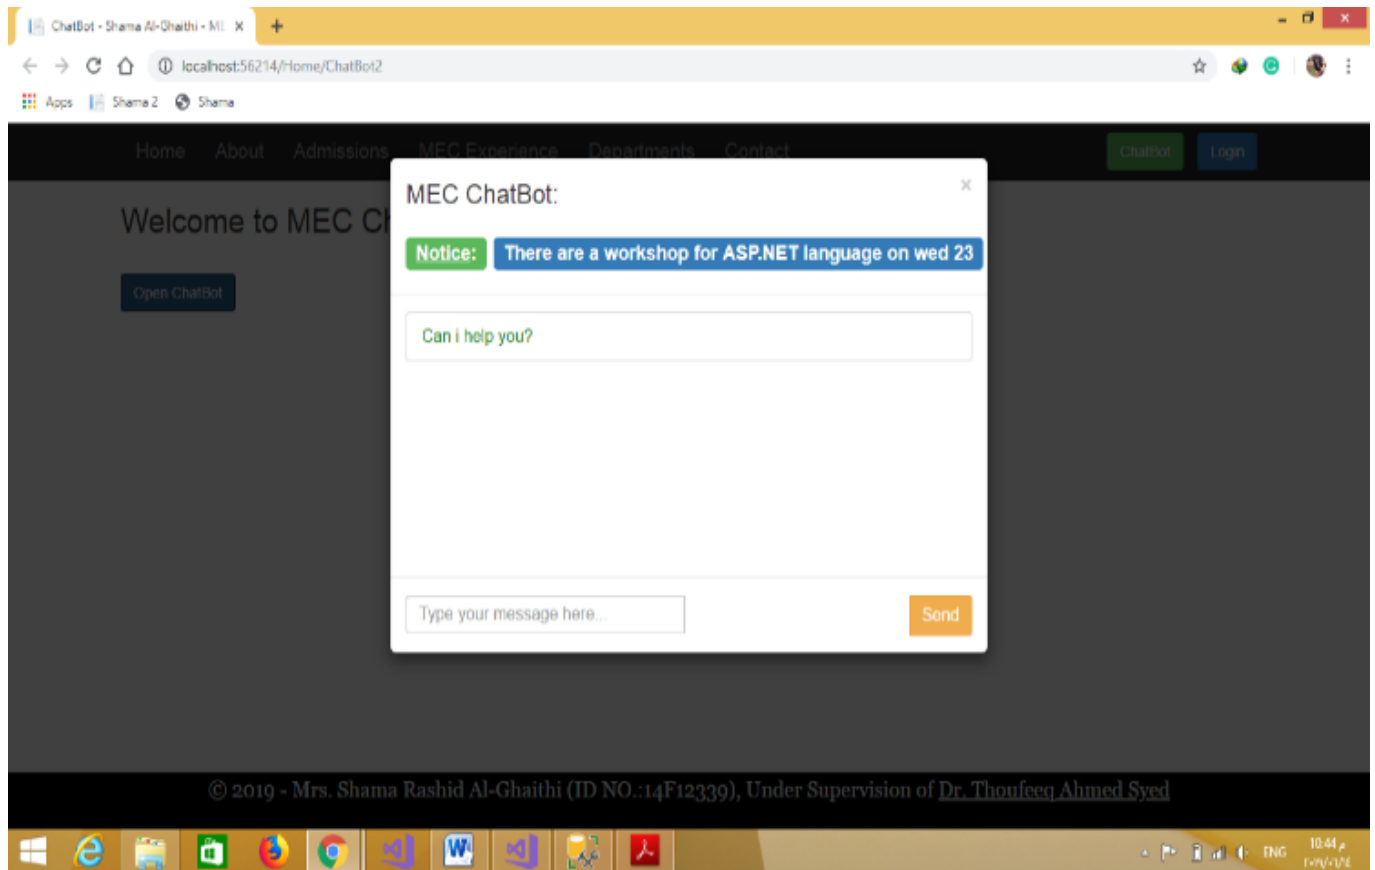 ChatBot - Shama Al-Ghaithi - ME
localhost:56214/Home/ChatBot2
Apps Shama 2 Shama
Home About Admissions MEC Experience Departments Contact ChatBot Login
MEC ChatBot: ×
Welcome to MEC Ch
Notice: There are a workshop for ASP.NET language on wed 23
Open ChatBot
Can i help you?
Type your message here... Send
© 2019 - Mrs. Shama Rashid Al-Ghaithi (ID NO.:14F12339), Under Supervision of Dr. Thoufeeq Ahmed Syed
ENG 10:44 م